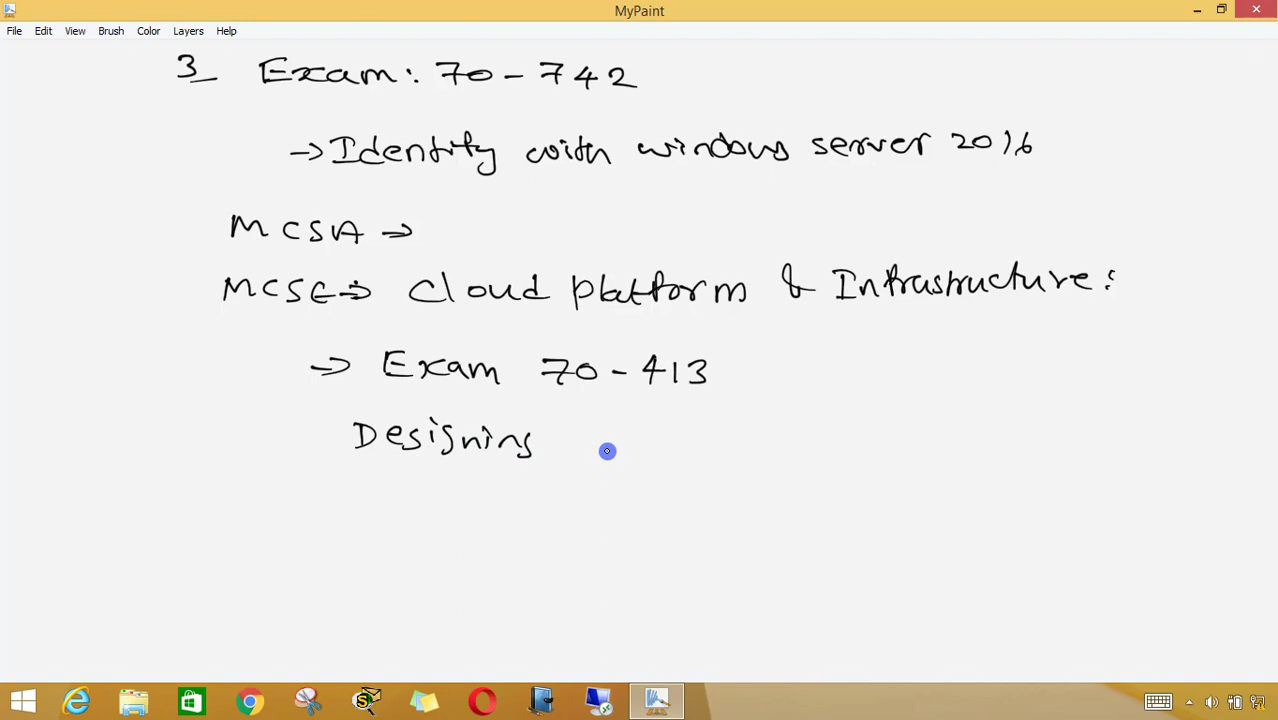 MyPaint
File Edit View Brush Color Layers Help
3 Exam: 70-742
→ Identity with windows server 2016
MCSA →
MCSE → Cloud platform & Infrastructure:
→ Exam 70-413
Designing